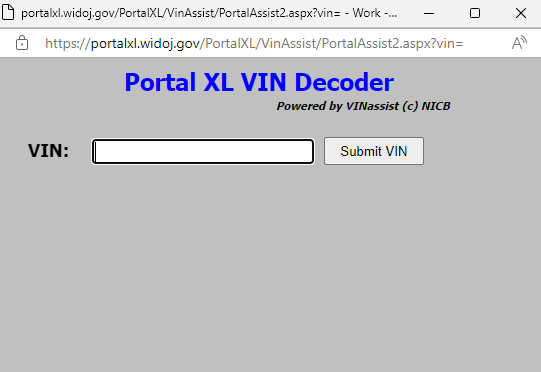 portalxl.widoj.gov/PortalXL/VinAssist/PortalAssist2.aspx?vin= - Work -...
https://portalxl.widoj.gov/PortalXL/VinAssist/PortalAssist2.aspx?vin=
Portal XL VIN Decoder
Powered by VINassist (c) NICB
VIN: Submit VIN